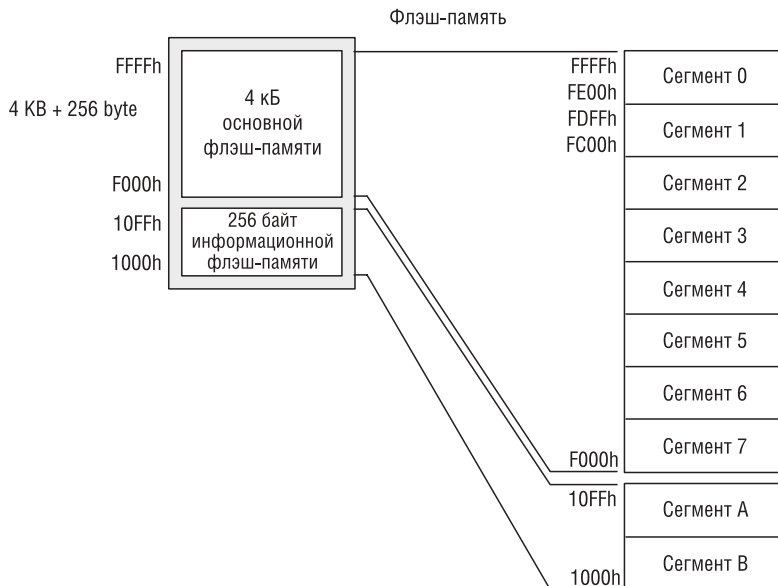 Флэш-память
FFFFh
4 KB + 256 byte
4 кБ
основной
флэш-памяти
F000h
10FFh
256 байт
информационной
флэш-памяти
1000h
FFFFh
FE00h
FDFFh
FC00h
F000h
10FFh
1000h
Сегмент 0
Сегмент 1
Сегмент 2
Сегмент 3
Сегмент 4
Сегмент 5
Сегмент 6
Сегмент 7
Сегмент A
Сегмент B